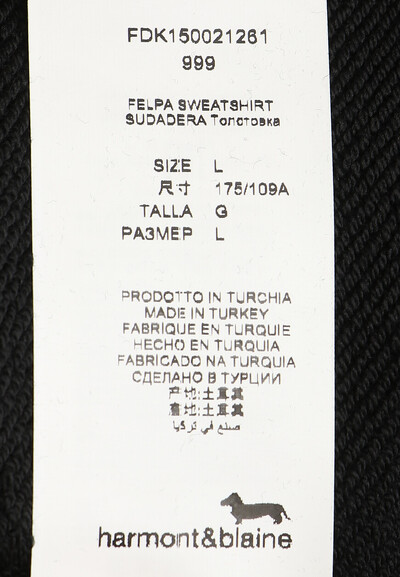 FDK150021261
999
FELPA SWEATSHIRT
SUDADERA Толстовка
SIZE L
尺寸 175/109A
TALLA G
РАЗМЕР L
PRODOTTO IN TURCHIA
MADE IN TURKEY
FABRIQUE EN TURQUIE
HECHO EN TURQUIA
FABRICADO NA TURQUIA
СДЕЛАНО В ТУРЦИИ
产地:土耳其
產地:土耳其
صنع في تركيا
harmont&blaine